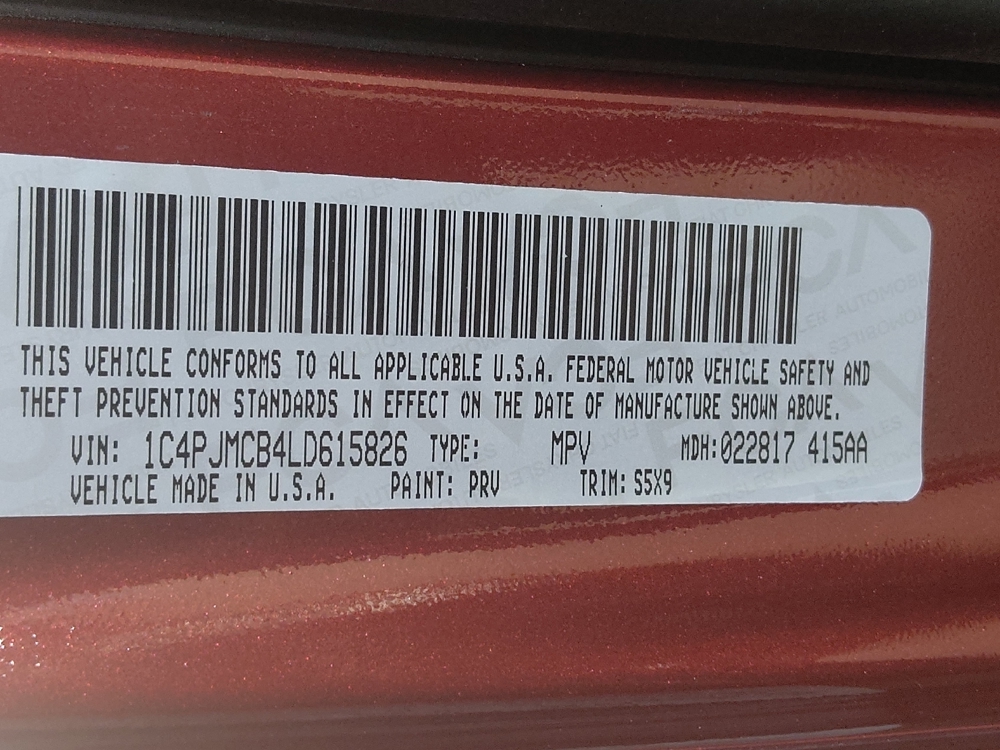 THIS VEHICLE CONFORMS TO ALL APPLICABLE U.S.A. FEDERAL MOTOR VEHICLE SAFETY AND
THEFT PREVENTION STANDARDS IN EFFECT ON THE DATE OF MANUFACTURE SHOWN ABOVE.
VIN: 1C4PJMCB4LD615826 TYPE: MPV MDH:022817 415AA
VEHICLE MADE IN U.S.A. PAINT: PRV TRIM: S5X9